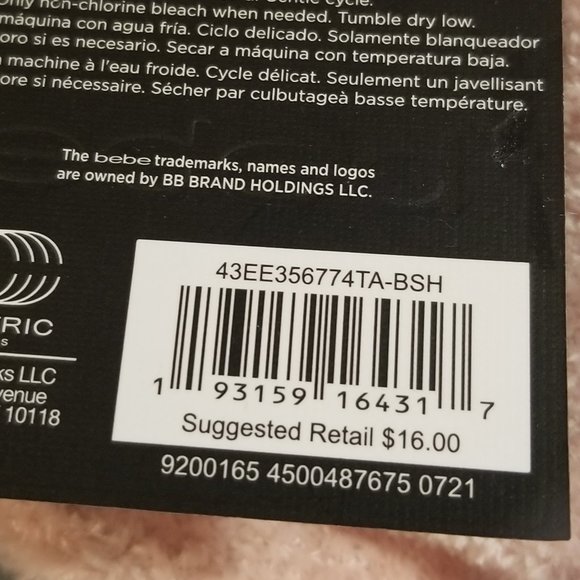 Only non-chlorine bleach when needed. Tumble dry low.
máquina con agua fría. Ciclo delicado. Solamente blanqueador
oro si es necesario. Secar a máquina con temperatura baja.
machine à l'eau froide. Cycle délicat. Seulement un javellisant
ore si nécessaire. Sécher par culbutageà basse température.
The bebe trademarks, names and logos
are owned by BB BRAND HOLDINGS LLC.
TRIC
ks LLC
venue
10118
43EE356774TA-BSH
1 93159 16431 7
Suggested Retail $16.00
9200165 4500487675 0721